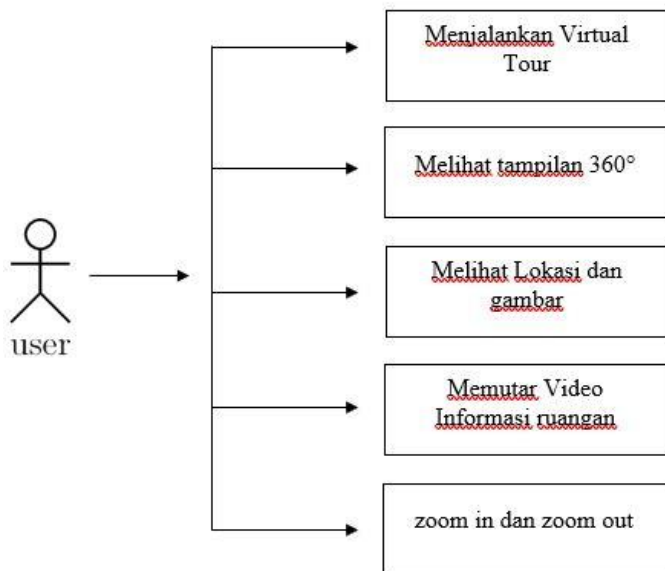 Menjalankan Virtual
Tour
Melihat tampilan 360°
Melihat Lokasi dan
gambar
user
Memutar Video
Informasi ruangan
zoom in dan zoom out